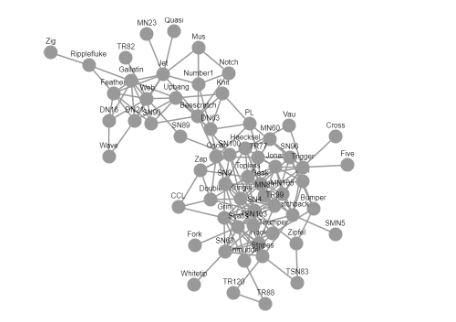 Quasi
MN23
Mus
Zig
TR82
Ripplefluke
Jet
Notch
Gallatin
Number1
Feather
Web
Upbang
Knit
Beescratch
DN16
DN21
SN90
DN63
PL
SN89
Vau
Wave
MN60
Cross
Haecksel
SN100
TR77
SN96
Jonah
Trigger
Five
Zap
Topless
SN9
MN105
Double
CCL
SN4
TR99
Bumper
Grin
SN63
Fork
Zipfel
SMN5
Stripes
Whitetip
TSN83
TR120
TR88